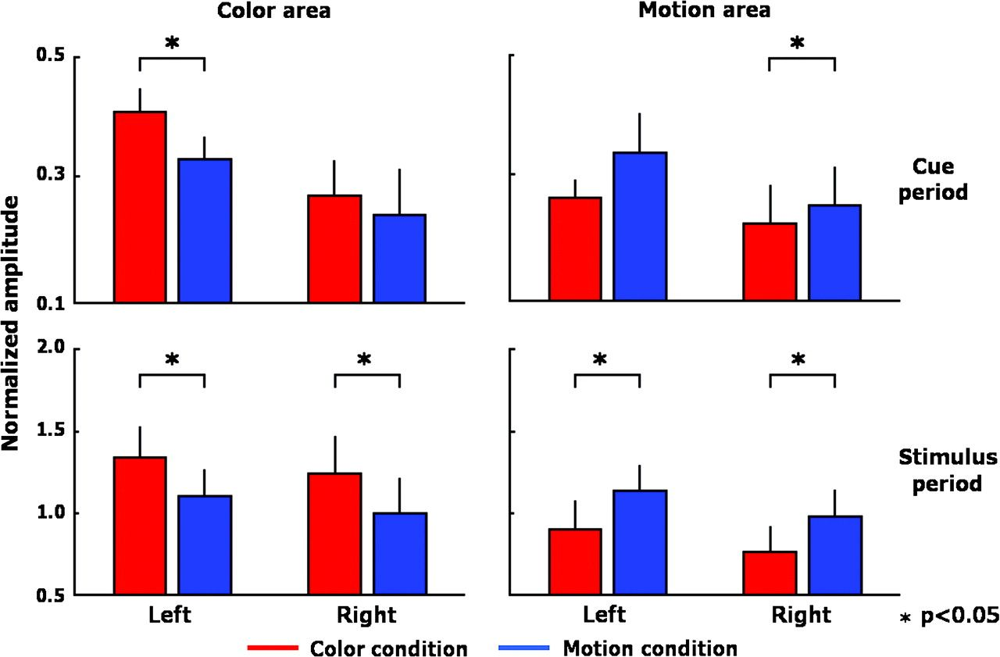 Color area
Motion area
*
*
0.5
0.3
0.1
Cue
period
Normalized amplitude
2.0
1.5
1.0
0.5
*
*
*
*
Stimulus
period
Left
Right
Left
Right
* p<0.05
Color condition
Motion condition